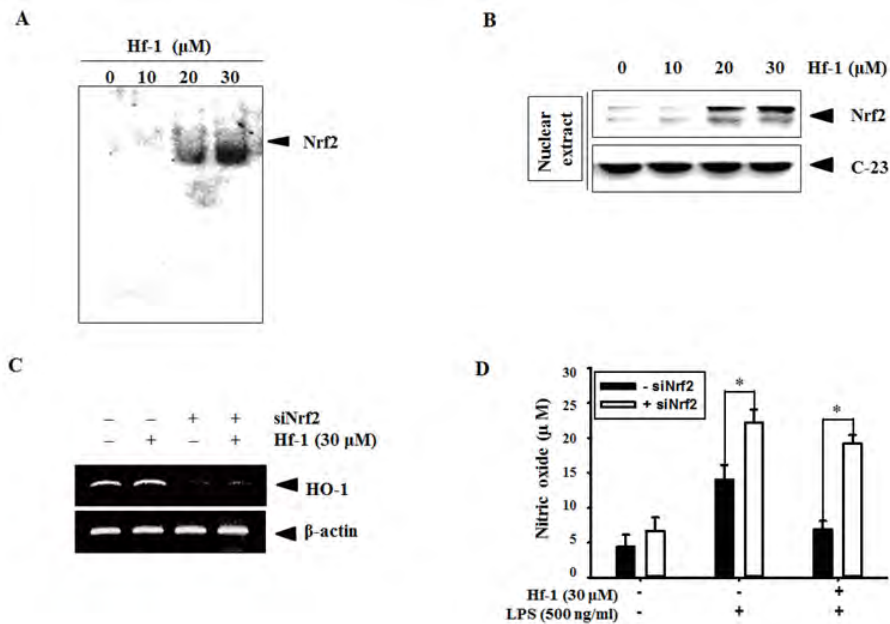 A
Hf-1 (μM)
0 10 20 30
Nrf2
B
0 10 20 30 Hf-1 (μM)
Nuclear
extract
Nrf2
C-23
C
– – + + siNrf2
– + – + Hf-1 (30 μM)
HO-1
β-actin
D
Nitric oxide (μ M)
30
25
20
15
10
5
0
- siNrf2
+ siNrf2
*
*
Hf-1 (30 μM) - - +
LPS (500 ng/ml) - + +